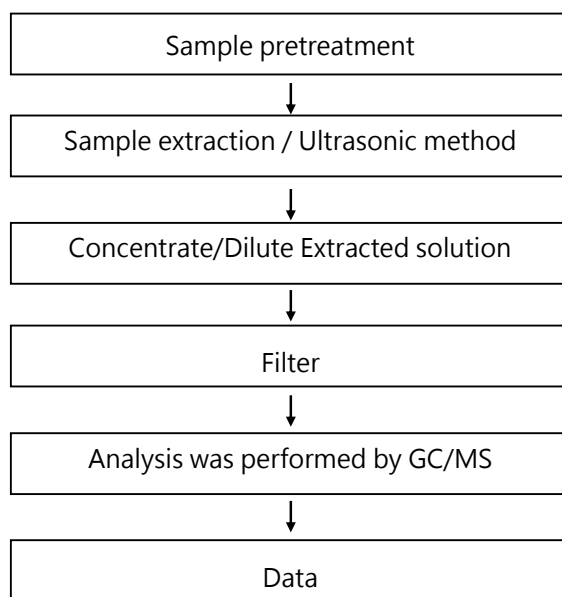 Sample pretreatment
Sample extraction / Ultrasonic method
Concentrate/Dilute Extracted solution
Filter
Analysis was performed by GC/MS
Data